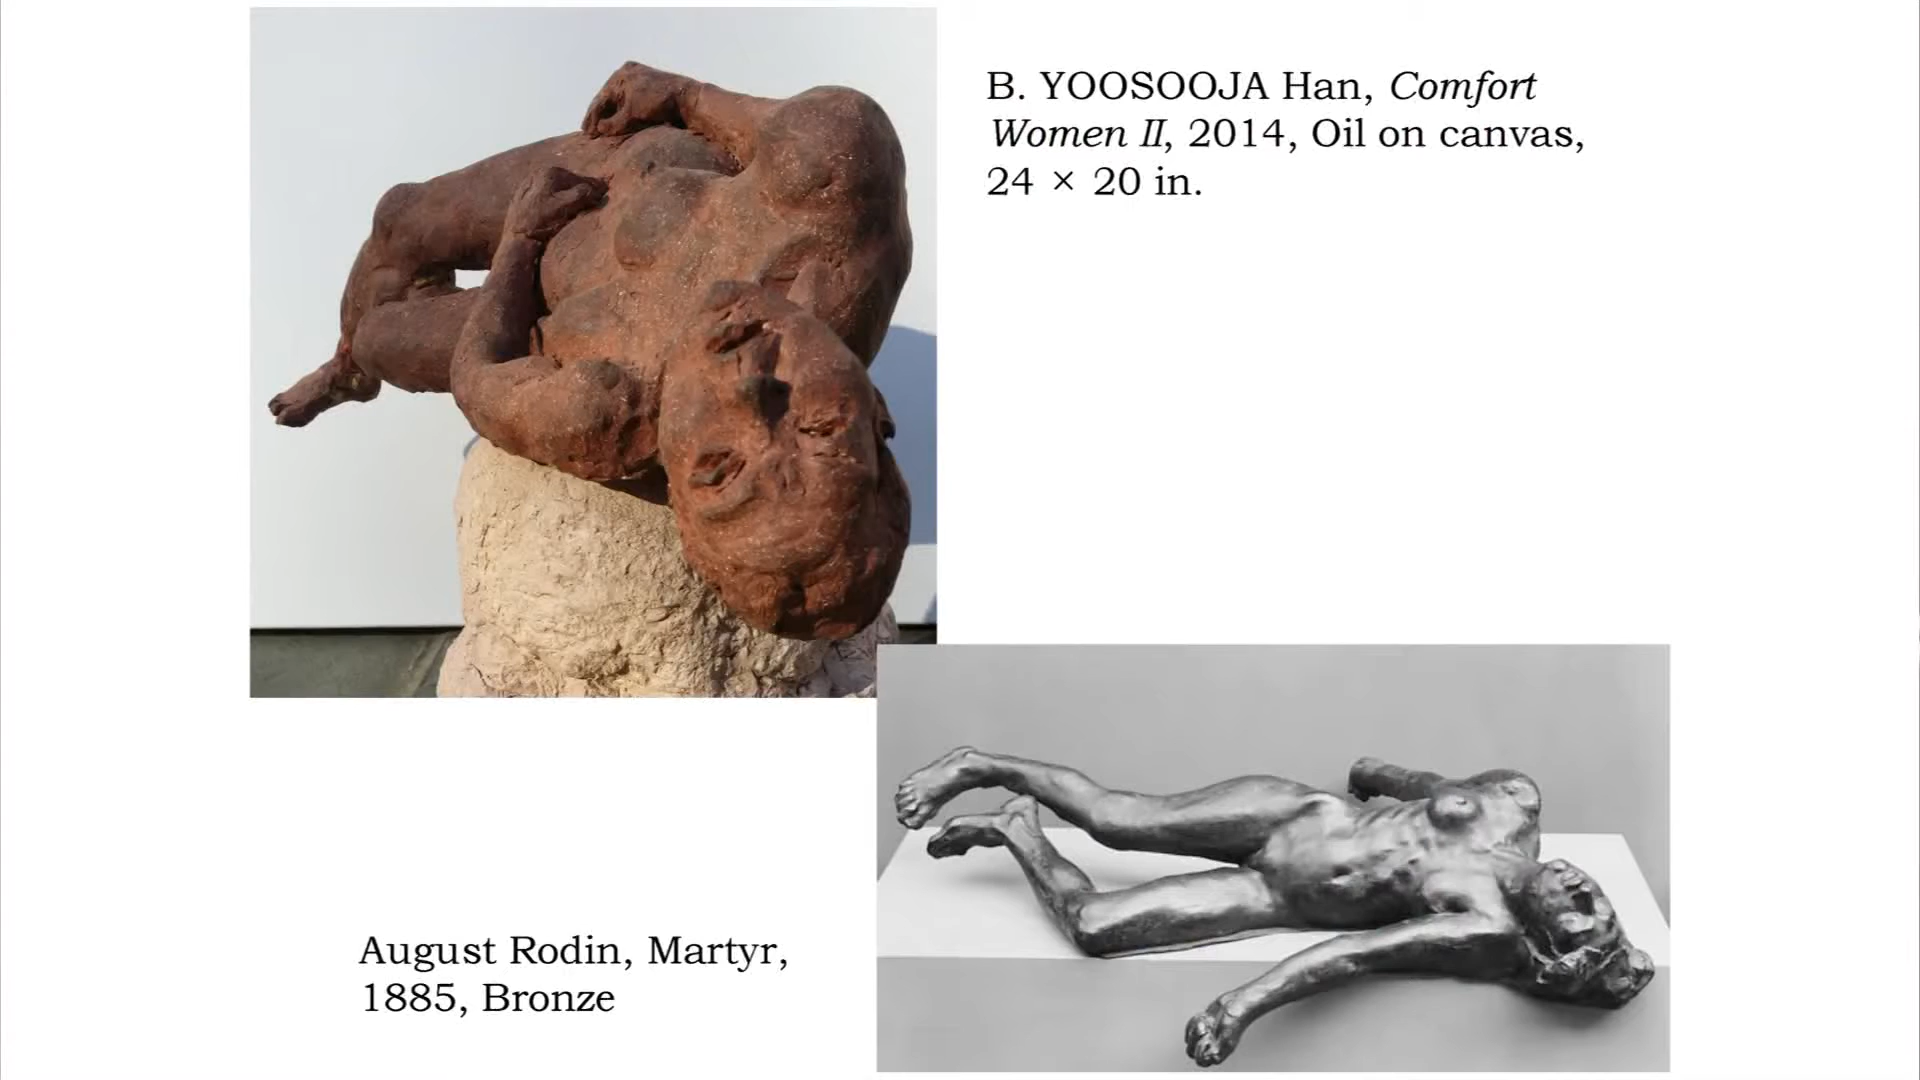 B. YOOSOOJA Han, Comfort
Women II, 2014, Oil on canvas,
24 × 20 in.
August Rodin, Martyr,
1885, Bronze